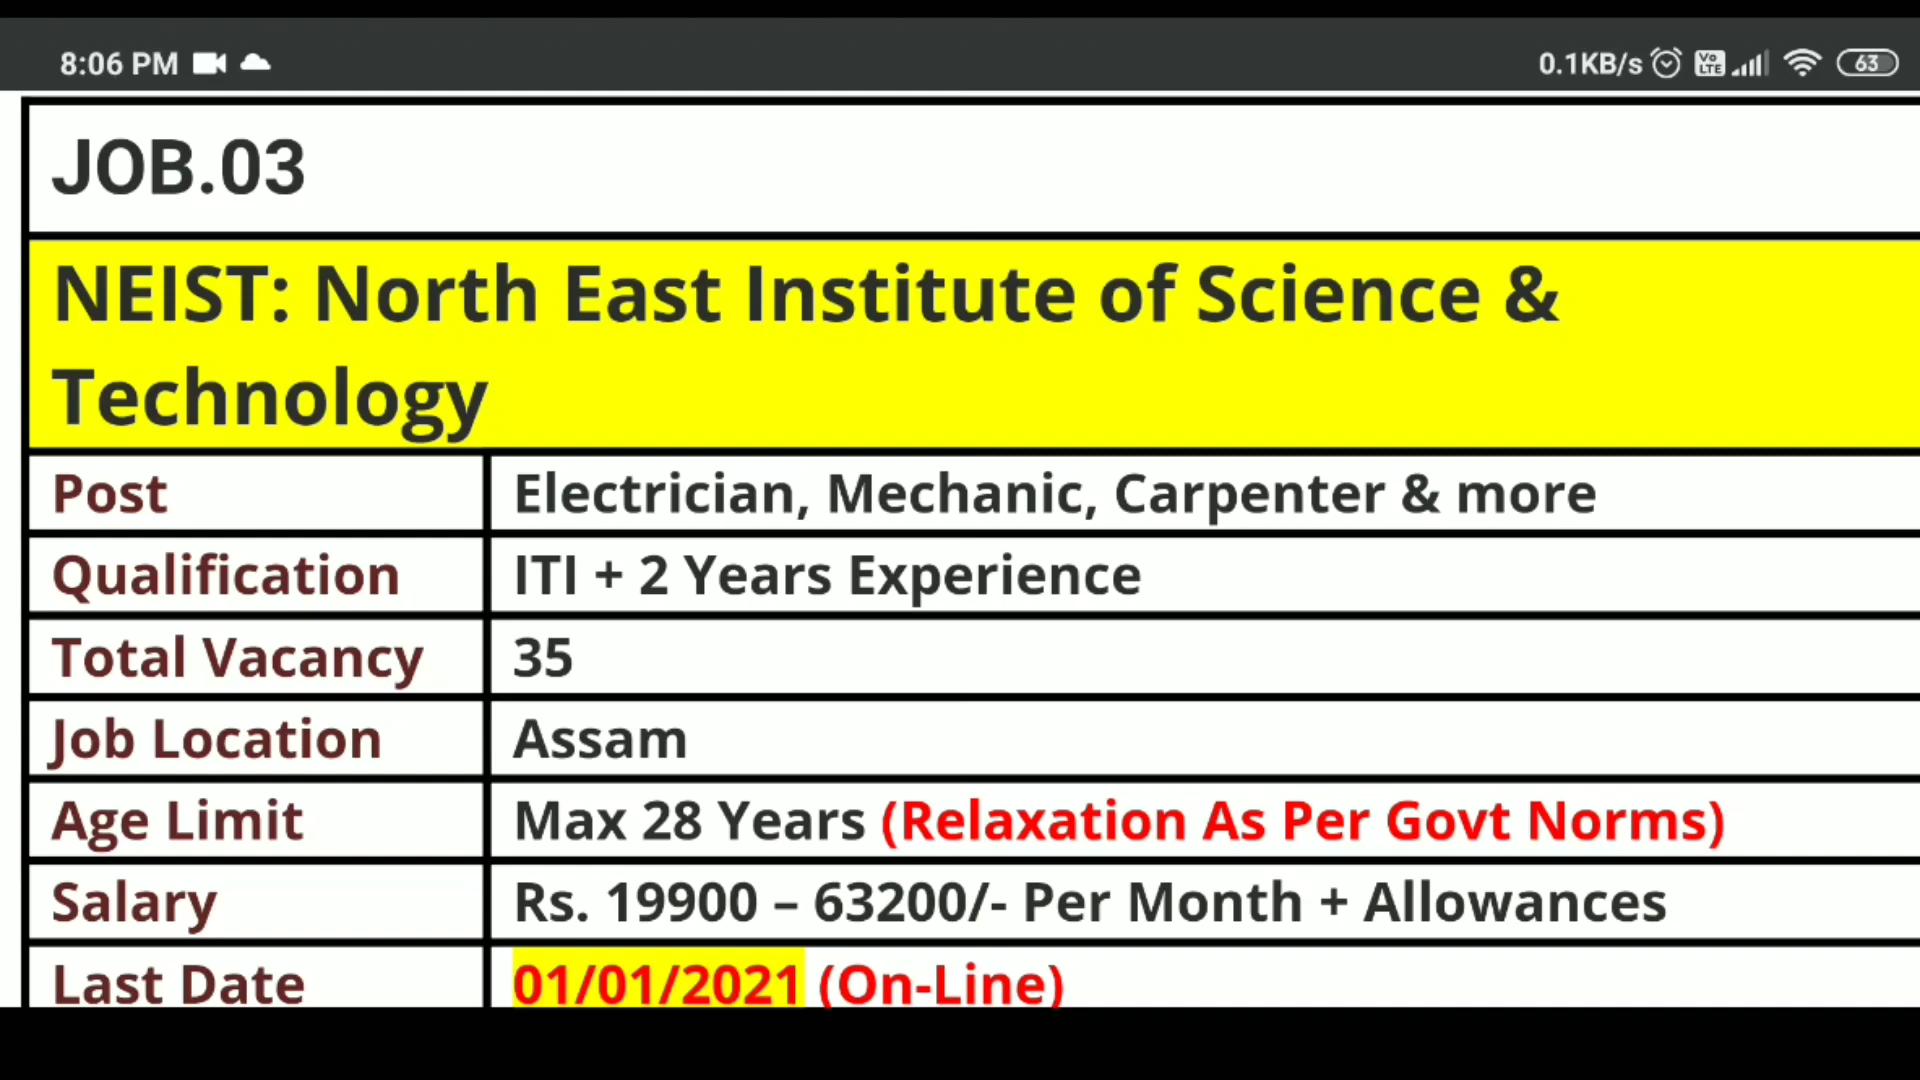 8:06 PM
0.1KB/s
Vo
LTE
63
JOB.03
NEIST: North East Institute of Science &
Technology
Post
Electrician, Mechanic, Carpenter & more
Qualification
ITI + 2 Years Experience
Total Vacancy
35
Job Location
Assam
Age Limit
Max 28 Years (Relaxation As Per Govt Norms)
Salary
Rs. 19900 – 63200/- Per Month + Allowances
Last Date
01/01/2021 (On-Line)